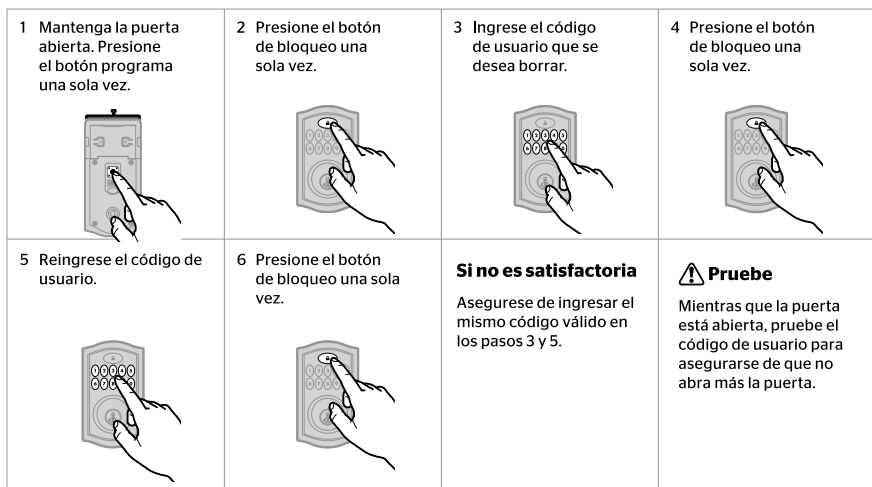 1 Mantenga la puerta
abierta. Presione
el botón programa
una sola vez.
2 Presione el botón
de bloqueo una
sola vez.
3 Ingrese el código
de usuario que se
desea borrar.
4 Presione el botón
de bloqueo una
sola vez.
5 Reingrese el código de
usuario.
6 Presione el botón
de bloqueo una sola
vez.
Si no es satisfactoria
Asegurese de ingresar el
mismo código válido en
los pasos 3 y 5.
Pruebe
Mientras que la puerta
está abierta, pruebe el
código de usuario para
asegurarse de que no
abra más la puerta.